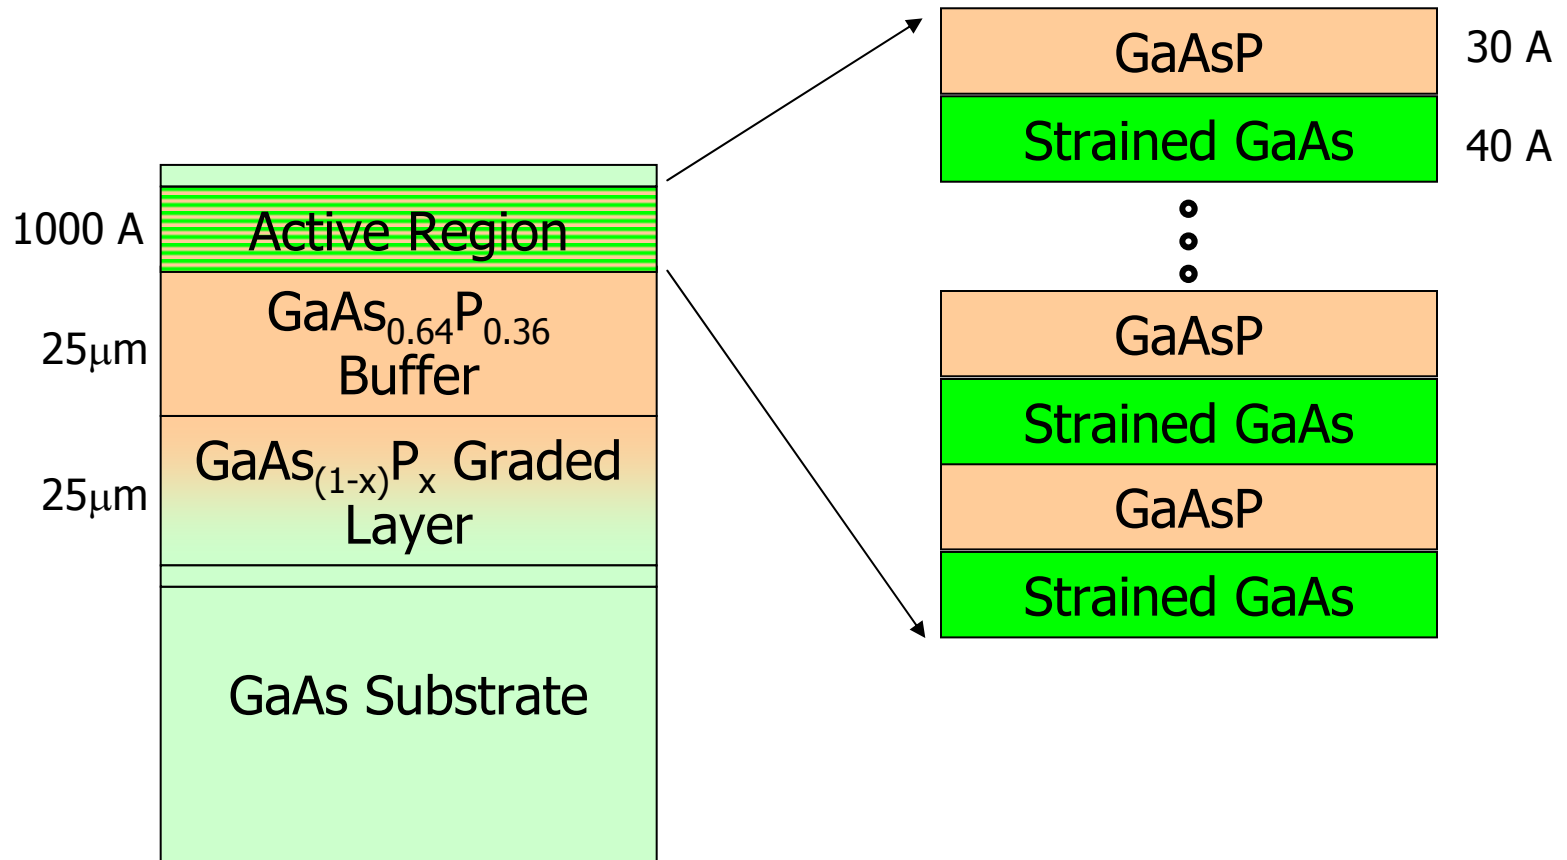 1000 A
Active Region
25μm
GaAs0.64P0.36
Buffer
25μm
GaAs(1-x)Px Graded
Layer
GaAs Substrate
GaAsP
30 A
Strained GaAs
40 A
GaAsP
Strained GaAs
GaAsP
Strained GaAs